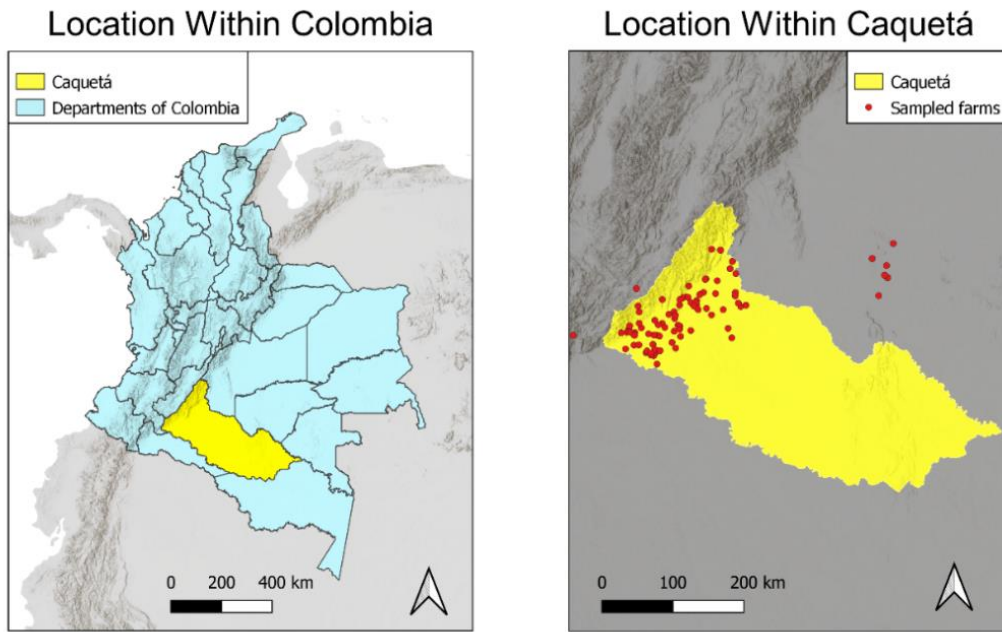 Location Within Colombia
Caquetá
Departments of Colombia
0 200 400 km
Location Within Caquetá
Caquetá
Sampled farms
0 100 200 km